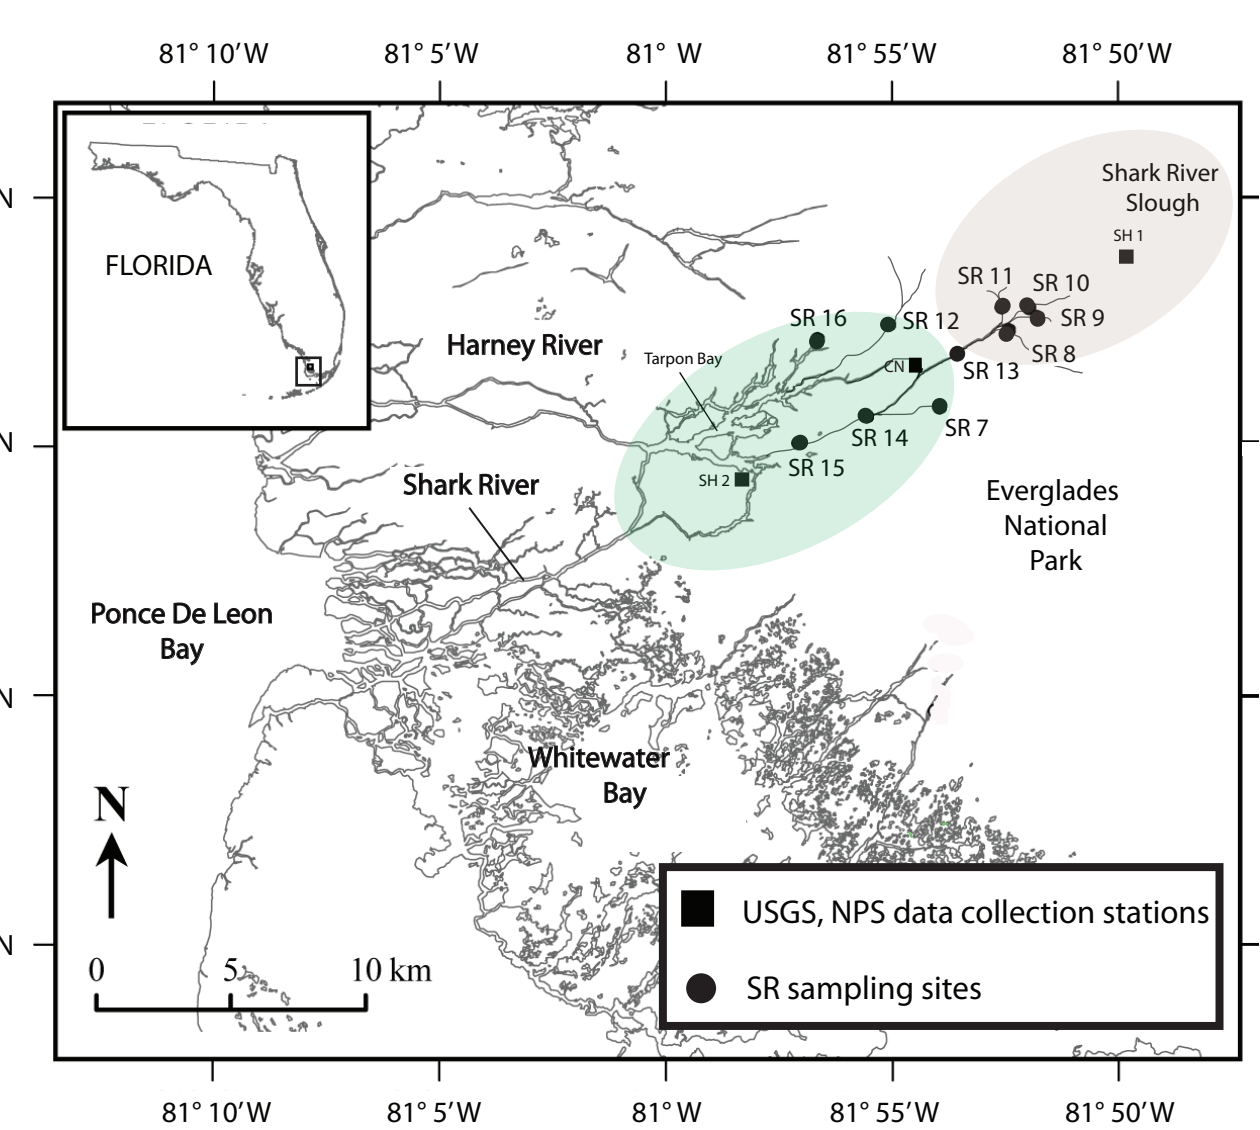 81° 10′W 81° 5′W 81° W 81° 55′W 81° 50′W
Shark River
Slough
SH 1
FLORIDA
SR 11 SR 10
SR 9
SR 8
SR 16 SR 12
Harney River
Tarpon Bay
CN
SR 13
SR 7
SR 14
SR 15
SH 2
Shark River
Everglades
National
Park
Ponce De Leon
Bay
Whitewater
Bay
N
0 5 10 km
USGS, NPS data collection stations
SR sampling sites
N
N
N
N
81° 10′W 81° 5′W 81° W 81° 55′W 81° 50′W